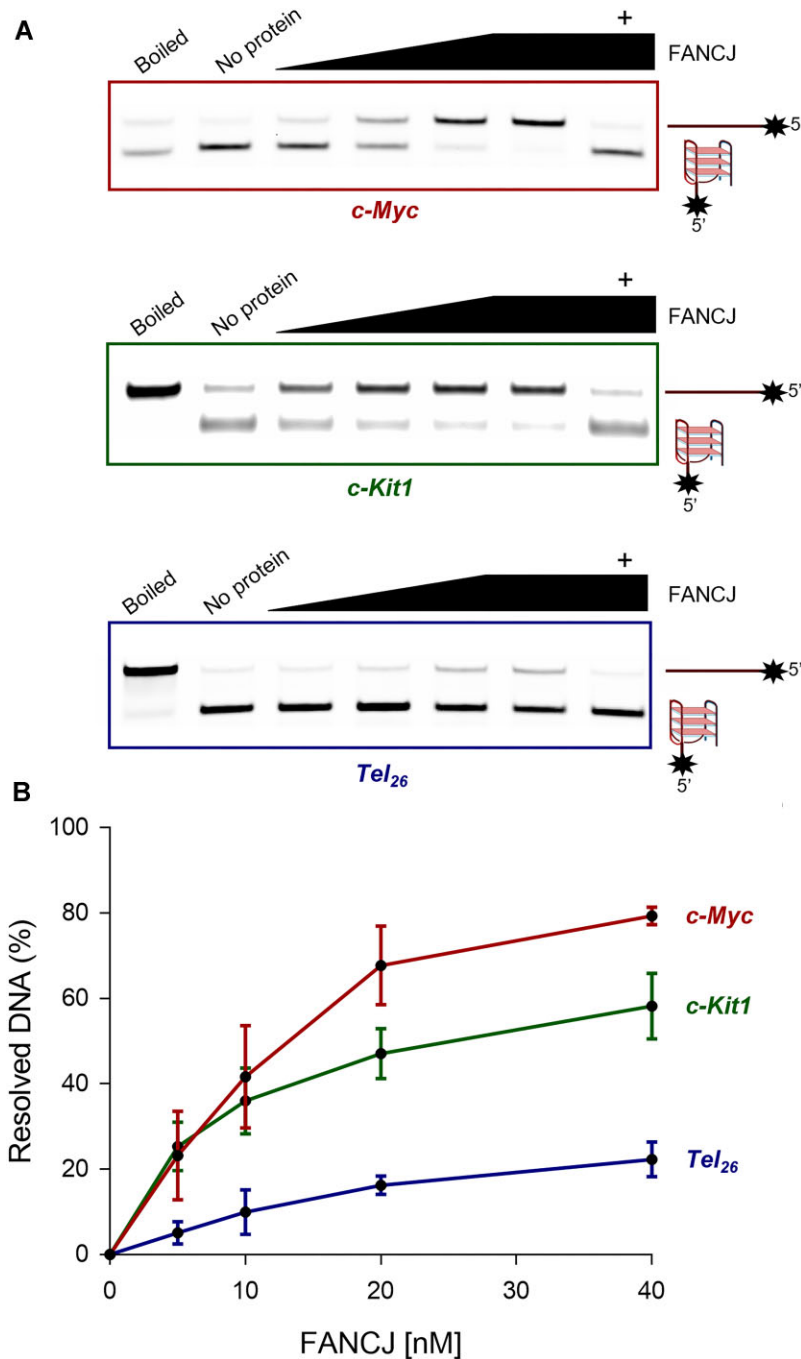 A
Boiled No protein + FANCJ
5'
5'
c-Myc
Boiled No protein + FANCJ
5'
5'
c-Kit1
Boiled No protein + FANCJ
5'
5'
Tel26
B
100
80
60
40
20
0
Resolved DNA (%)
c-Myc
c-Kit1
Tel26
0 10 20 30 40
FANCJ [nM]